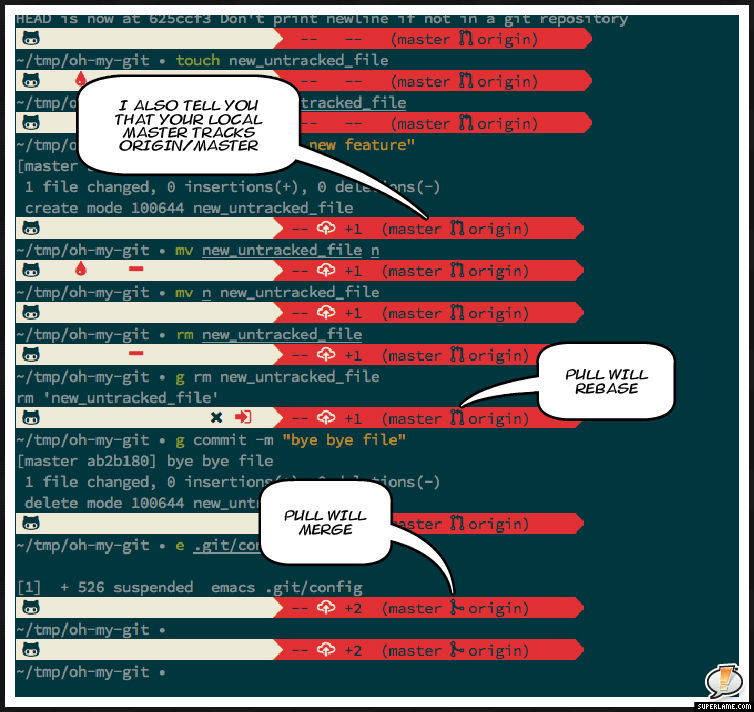 HEAD is now at 625ccf3 Don't print newline if not in a git repository
-- -- (master origin)
~/tmp/oh-my-git • touch new_untracked_file
-- -- (master origin)
~/tmp/oh
I ALSO TELL YOU
THAT YOUR LOCAL
MASTER TRACKS
ORIGIN/MASTER
tracked_file
-- -- (master origin)
~/tmp/oh new feature"
[master
1 file changed, 0 insertions(+), 0 deletions(-)
create mode 100644 new_untracked_file
-- +1 (master origin)
~/tmp/oh-my-git • mv new_untracked_file n
-- +1 (master origin)
~/tmp/oh-my-git • mv n new_untracked_file
-- +1 (master origin)
~/tmp/oh-my-git • rm new_untracked_file
-- +1 (master origin)
PULL WILL
REBASE
~/tmp/oh-my-git • g rm new_untracked_file
rm 'new_untracked_file'
-- +1 (master origin)
~/tmp/oh-my-git • g commit -m "bye bye file"
[master ab2b180] bye bye file
1 file changed, 0 insertions(+), 0 deletions(-)
delete mode 100644
PULL WILL
MERGE
(master origin)
~/tmp/oh-my-git • e .git/con
[1] + 526 suspended emacs .git/config
-- +2 (master origin)
~/tmp/oh-my-git •
-- +2 (master origin)
~/tmp/oh-my-git •
SUPERLAME.COM